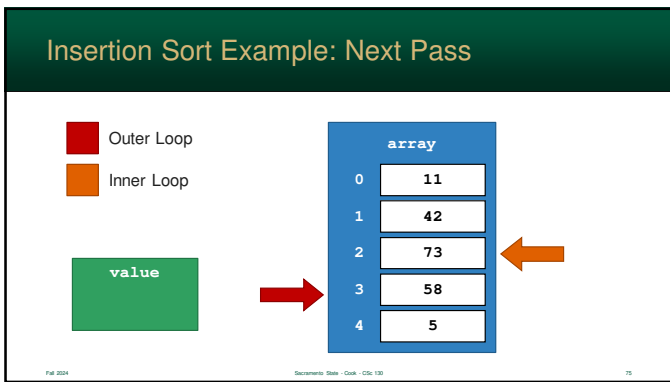 Insertion Sort Example: Next Pass
Outer Loop
Inner Loop
value
array
0 11
1 42
2 73
3 58
4 5
Fall 2024 Sacramento State - Cook - CSc 130 75